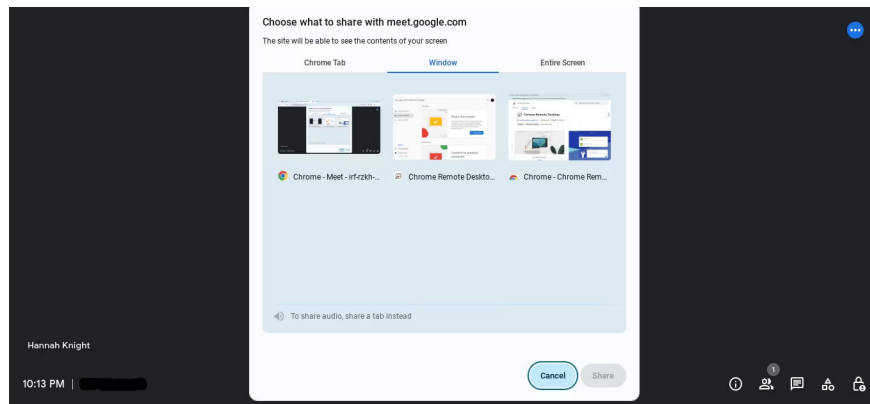 Choose what to share with meet.google.com
The site will be able to see the contents of your screen
Chrome Tab
Window
Entire Screen
Chrome - Meet - irf-rzkh-...
Chrome Remote Deskto...
Chrome - Chrome Rem...
To share audio, share a tab instead
Cancel
Share
Hannah Knight
10:13 PM |
1